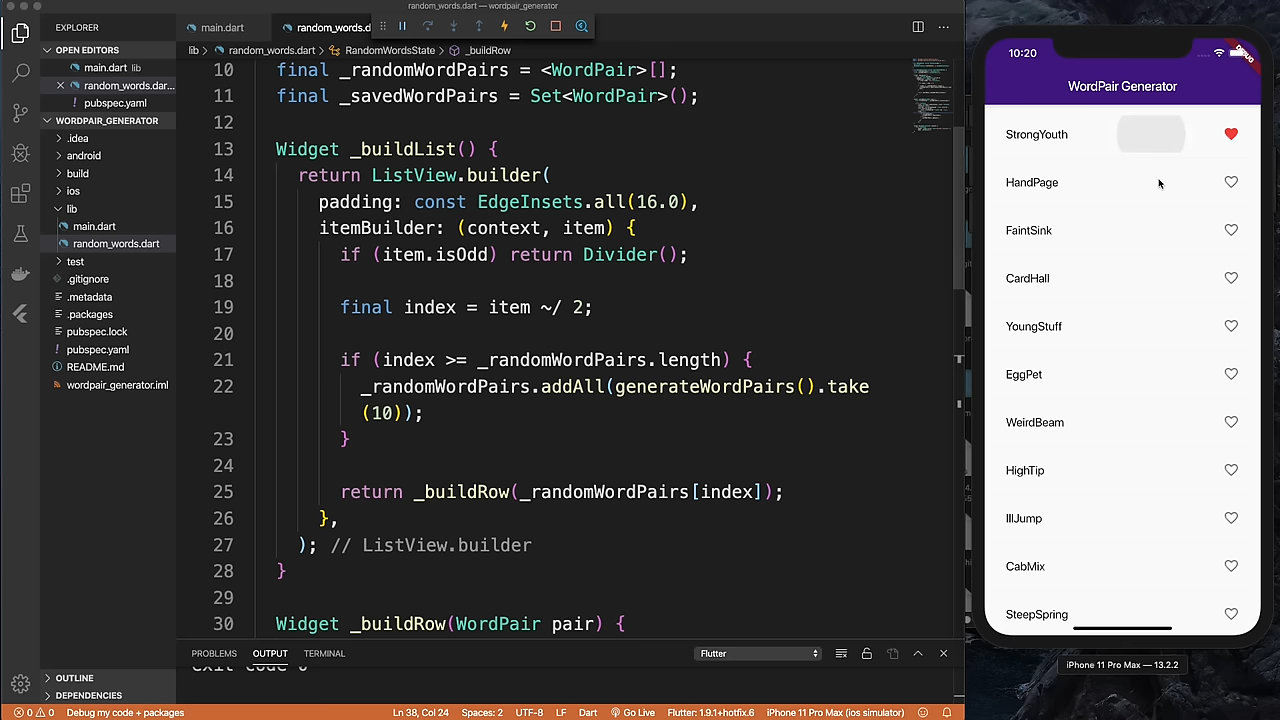 random_words.dart — wordpair_generator
EXPLORER
OPEN EDITORS
main.dart lib
random_words.dar...
pubspec.yaml
WORDPAIR_GENERATOR
.idea
android
build
ios
lib
main.dart
random_words.dart
test
.gitignore
.metadata
.packages
pubspec.lock
pubspec.yaml
README.md
wordpair_generator.iml
OUTLINE
DEPENDENCIES
main.dart
random_words.d
lib > random_words.dart > RandomWordsState > _buildRow
10 final _randomWordPairs = <WordPair>[];
11 final _savedWordPairs = Set<WordPair>();
12
13 Widget _buildList() {
14 return ListView.builder(
15 padding: const EdgeInsets.all(16.0),
16 itemBuilder: (context, item) {
17 if (item.isOdd) return Divider();
18
19 final index = item ~/ 2;
20
21 if (index >= _randomWordPairs.length) {
22 _randomWordPairs.addAll(generateWordPairs().take
(10));
23 }
24
25 return _buildRow(_randomWordPairs[index]);
26 },
27 ); // ListView.builder
28 }
29
30 Widget _buildRow(WordPair pair) {
PROBLEMS OUTPUT TERMINAL
Flutter
exit code 0
0 0 Debug my code + packages
Ln 38, Col 24 Spaces: 2 UTF-8 LF Dart Go Live Flutter: 1.9.1+hotfix.6 iPhone 11 Pro Max (ios simulator)
10:20
DEBUG
WordPair Generator
StrongYouth
HandPage
FaintSink
CardHall
YoungStuff
EggPet
WeirdBeam
HighTip
IllJump
CabMix
SteepSpring
iPhone 11 Pro Max — 13.2.2